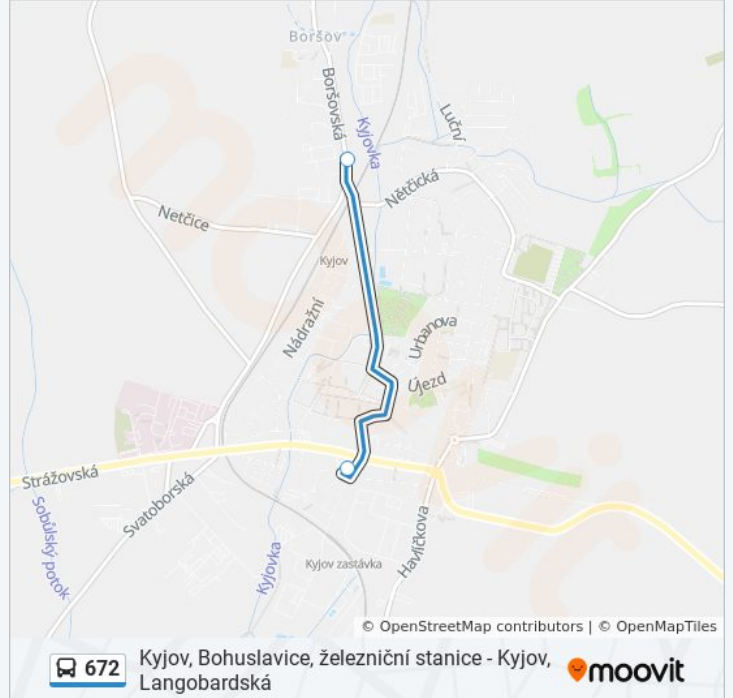 Boršov
Boršovská
Kyjovka
Luční
Nětčická
Netčice
Kyjov
Nádražní
Urbanova
Újezd
Strážovská
Svatoborská
Sobůlský potok
Kyjovka
Havlíčkova
Kyjov zastávka
© OpenStreetMap contributors | © OpenMapTiles
672
Kyjov, Bohuslavice, železniční stanice - Kyjov,
Langobardská
moovit
moovit